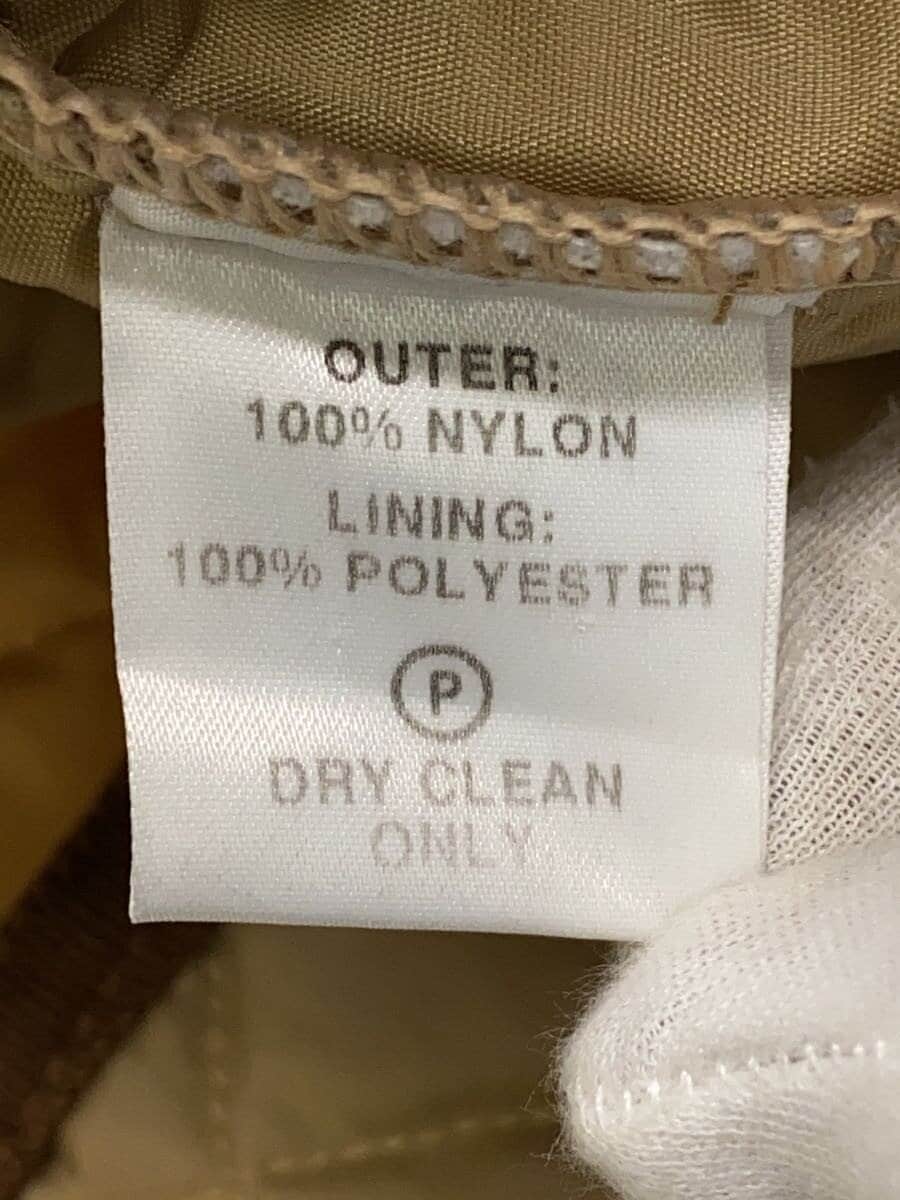 OUTER:
100% NYLON
LINING:
100% POLYESTER
P
DRY CLEAN
ONLY